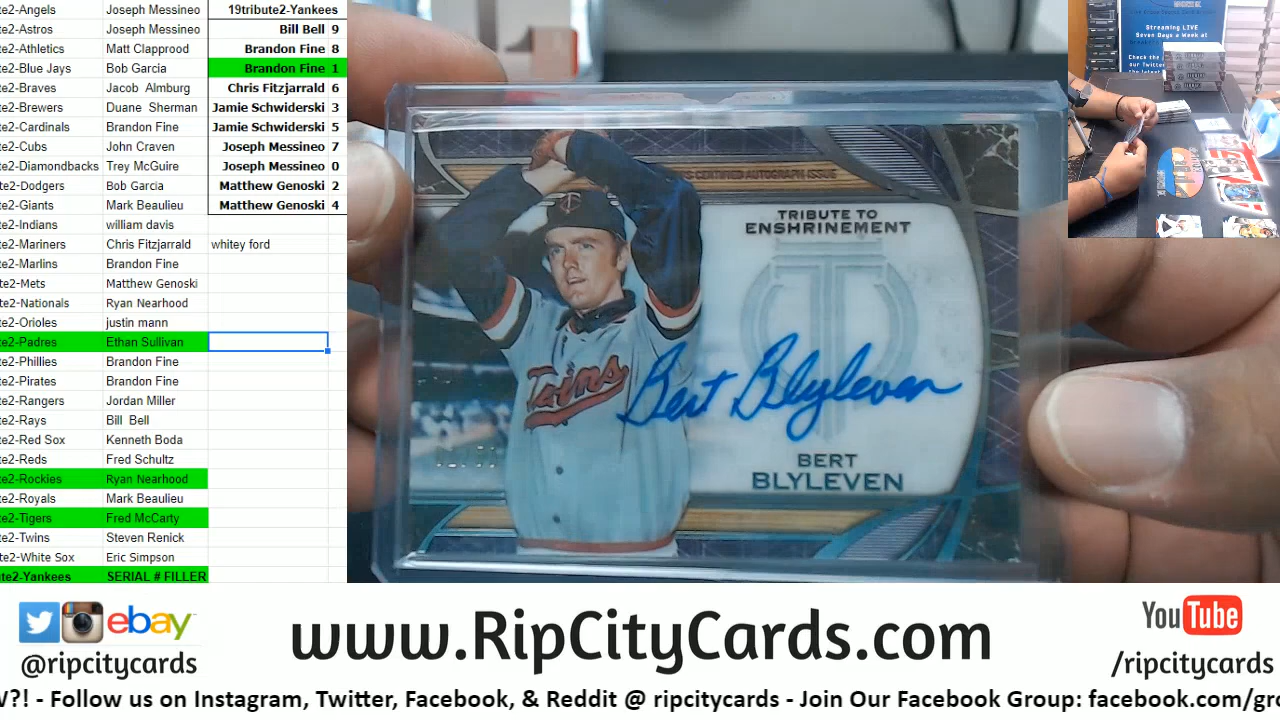 te2-Angels Joseph Messineo 19tribute2-Yankees
te2-Astros Joseph Messineo Bill Bell 9
te2-Athletics Matt Clapprood Brandon Fine 8
te2-Blue Jays Bob Garcia Brandon Fine 1
te2-Braves Jacob Almburg Chris Fitzjarrald 6
te2-Brewers Duane Sherman Jamie Schwiderski 3
te2-Cardinals Brandon Fine Jamie Schwiderski 5
te2-Cubs John Craven Joseph Messineo 7
te2-Diamondbacks Trey McGuire Joseph Messineo 0
te2-Dodgers Bob Garcia Matthew Genoski 2
te2-Giants Mark Beaulieu Matthew Genoski 4
te2-Indians william davis
te2-Mariners Chris Fitzjarrald whitey ford
te2-Marlins Brandon Fine
te2-Mets Matthew Genoski
te2-Nationals Ryan Nearhood
te2-Orioles justin mann
te2-Padres Ethan Sullivan
te2-Phillies Brandon Fine
te2-Pirates Brandon Fine
te2-Rangers Jordan Miller
te2-Rays Bill Bell
te2-Red Sox Kenneth Boda
te2-Reds Fred Schultz
te2-Rockies Ryan Nearhood
te2-Royals Mark Beaulieu
te2-Tigers Fred McCarty
te2-Twins Steven Renick
te2-White Sox Eric Simpson
ute2-Yankees SERIAL # FILLER
CERTIFIED AUTOGRAPH ISSUE
TRIBUTE TO
ENSHRINEMENT
Twins
Bert Blyleven
BERT
BLYLEVEN
Streaming LIVE
Seven Days a Week at
Check the
our Twitter
ebay
@ripcitycards
www.RipCityCards.com
YouTube
/ripcitycards
V?! - Follow us on Instagram, Twitter, Facebook, & Reddit @ ripcitycards - Join Our Facebook Group: facebook.com/gro